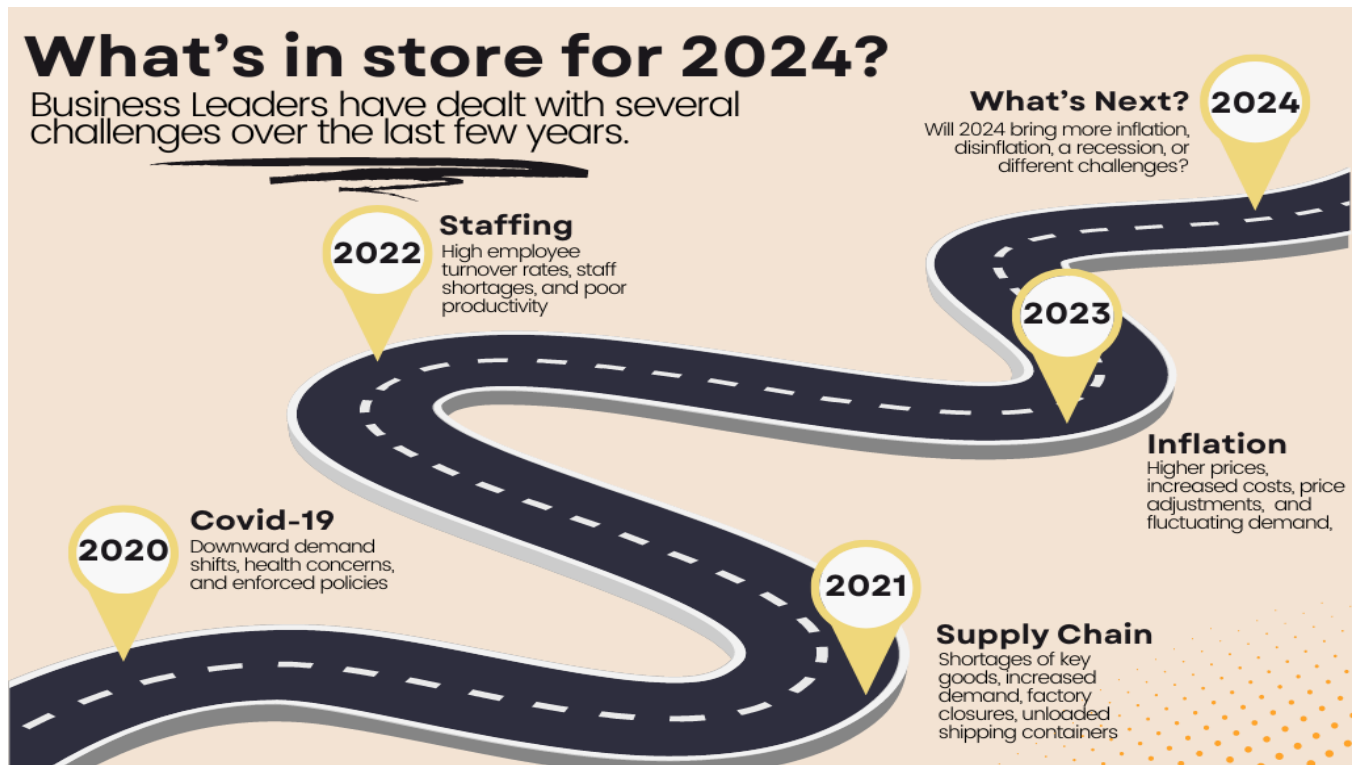 What's in store for 2024?
Business Leaders have dealt with several
challenges over the last few years.
2020
Covid-19
Downward demand
shifts, health concerns,
and enforced policies
2021
Supply Chain
Shortages of key
goods, increased
demand, factory
closures, unloaded
shipping containers
2022
Staffing
High employee
turnover rates, staff
shortages, and poor
productivity
2023
Inflation
Higher prices,
increased costs, price
adjustments, and
fluctuating demand,
2024
What's Next?
Will 2024 bring more inflation,
disinflation, a recession, or
different challenges?